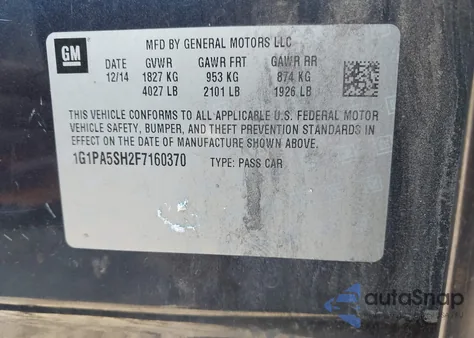 GM
MFD BY GENERAL MOTORS LLC
DATE GVWR GAWR FRT GAWR RR
12/14 1827 KG 953 KG 874 KG
4027 LB 2101 LB 1926 LB
THIS VEHICLE CONFORMS TO ALL APPLICABLE U.S. FEDERAL MOTOR
VEHICLE SAFETY, BUMPER, AND THEFT PREVENTION STANDARDS IN
EFFECT ON THE DATE OF MANUFACTURE SHOWN ABOVE.
1G1PA5SH2F7160370 TYPE: PASS CAR
autoSnap